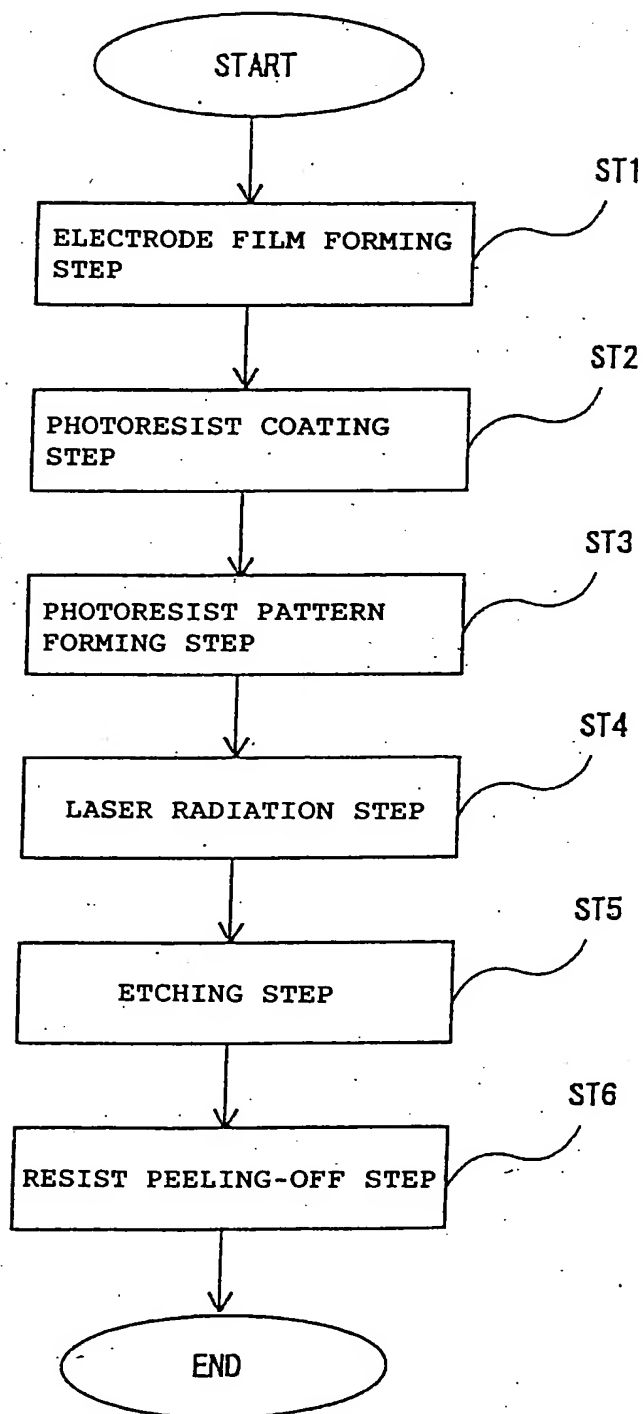 START
ST1
ELECTRODE FILM FORMING
STEP
ST2
PHOTORESIST COATING
STEP
ST3
PHOTORESIST PATTERN
FORMING STEP
ST4
LASER RADIATION STEP
ST5
ETCHING STEP
ST6
RESIST PEELING-OFF STEP
END